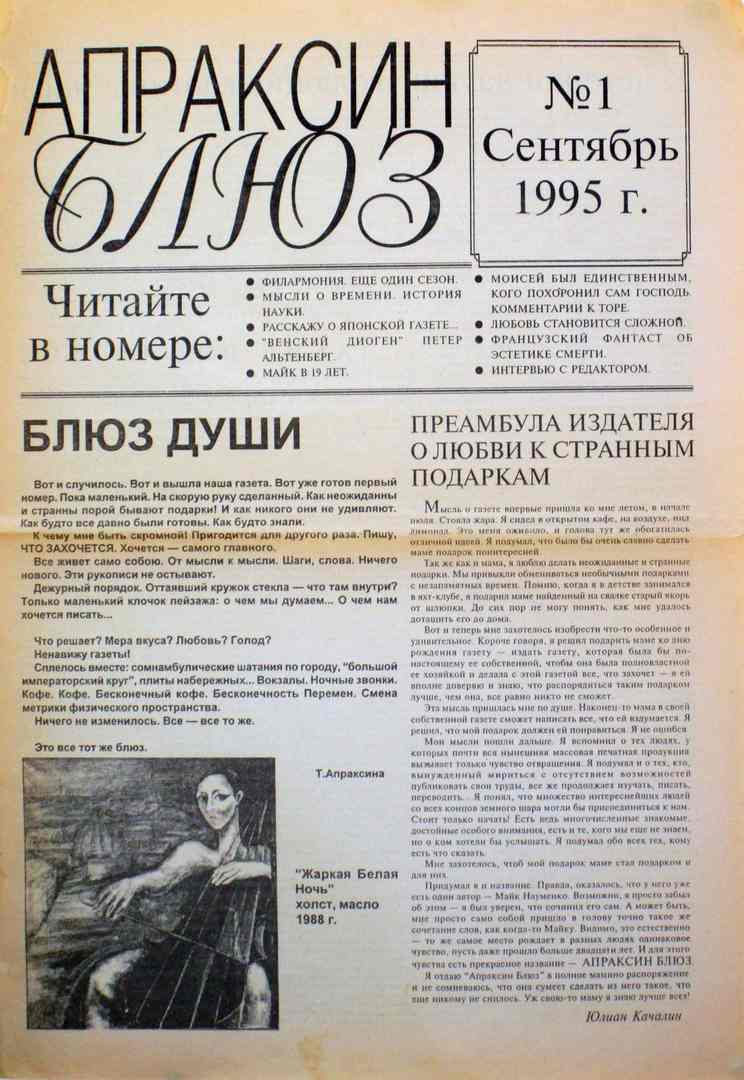 АПРАКСИН
БЛЮЗ
№1
Сентябрь
1995 г.
Читайте
в номере:
● ФИЛАРМОНИЯ. ЕЩЕ ОДИН СЕЗОН.
● МЫСЛИ О ВРЕМЕНИ. ИСТОРИЯ
НАУКИ.
● РАССКАЖУ О ЯПОНСКОЙ ГАЗЕТЕ...
● "ВЕНСКИЙ ДИОГЕН" ПЕТЕР
АЛЬТЕНБЕРГ.
● МАЙК В 19 ЛЕТ.
● МОИСЕЙ БЫЛ ЕДИНСТВЕННЫМ,
КОГО ПОХОРОНИЛ САМ ГОСПОДЬ.
КОММЕНТАРИИ К ТОРЕ.
● ЛЮБОВЬ СТАНОВИТСЯ СЛОЖНОЙ.
● ФРАНЦУЗСКИЙ ФАНТАСТ ОБ
ЭСТЕТИКЕ СМЕРТИ.
● ИНТЕРВЬЮ С РЕДАКТОРОМ.
БЛЮЗ ДУШИ
Вот и случилось. Вот и вышла наша газета. Вот уже готов первый
номер. Пока маленький. На скорую руку сделанный. Как неожиданны
и странны порой бывают подарки! И как никого они не удивляют.
Как будто все давно были готовы. Как будто знали.
К чему мне быть скромной! Пригодится для другого раза. Пишу,
ЧТО ЗАХОЧЕТСЯ. Хочется — самого главного.
Все живет само собою. От мысли к мысли. Шаги, слова. Ничего
нового. Эти рукописи не остывают.
Дежурный порядок. Оттаявший кружок стекла — что там внутри?
Только маленький клочок пейзажа: о чем мы думаем... О чем нам
хочется писать...
Что решает? Мера вкуса? Любовь? Голод?
Ненавижу газеты!
Сплелось вместе: сомнамбулические шатания по городу, "большой
императорский круг", плиты набережных... Вокзалы. Ночные звонки.
Кофе. Кофе. Бесконечный кофе. Бесконечность Перемен. Смена
метрики физического пространства.
Ничего не изменилось. Все — все то же.
Это все тот же блюз.
Т.Апраксина
"Жаркая Белая
Ночь"
холст, масло
1988 г.
ПРЕАМБУЛА ИЗДАТЕЛЯ
О ЛЮБВИ К СТРАННЫМ
ПОДАРКАМ
Мысль о газете впервые пришла ко мне летом, в начале
июля. Стояла жара. Я сидел в открытом кафе, на воздухе, пил
лимонад. Это меня оживило, и голова тут же обогатилась
отличной идеей. Я подумал, что было бы очень славно сделать
маме подарок поинтересней.
Так же как и мама, я люблю делать неожиданные и странные
подарки. Мы привыкли обмениваться необычными подарками
с незапамятных времен. Помню, когда я в детстве занимался
в яхт-клубе, я подарил маме найденный на свалке старый якорь
от шлюпки. До сих пор не могу понять, как мне удалось
дотащить его до дома.
Вот и теперь мне захотелось изобрести что-то особенное и
удивительное. Короче говоря, я решил подарить маме ко дню
рождения газету — издать газету, которая была бы по-
настоящему ее собственной, чтобы она была полновластной
ее хозяйкой и делала с этой газетой все, что захочет — я ей
вполне доверяю и знаю, что распорядиться таким подарком
лучше, чем она, все равно никто не сможет.
Эта мысль пришлась мне по душе. Наконец-то мама в своей
собственной газете сможет написать все, что ей вздумается. Я
решил, что мой подарок должен ей понравиться. Я не ошибся.
Мои мысли пошли дальше. Я вспомнил о тех людях, у
которых почти вся нынешняя массовая печатная продукция
вызывает только чувство отвращения. Я подумал и о тех, кто,
вынужденный мириться с отсутствием возможностей
публиковать свои труды, все же продолжает изучать, писать,
переводить... Я понял, что множество интереснейших людей
со всех концов земного шара могли бы присоединиться к нам.
Стоит только начать! Есть ведь многочисленные знакомые,
достойные особого внимания, есть и те, кого мы еще не знаем,
но о ком хотели бы услышать. Я подумал обо всех тех, кому
есть что сказать.
Мне захотелось, чтоб мой подарок маме стал подарком и
для них.
Придумал я и название. Правда, оказалось, что у него уже
есть один автор — Майк Науменко. Возможно, я просто забыл
об этом — я был уверен, что сочинил его сам. А может быть,
мне просто само собой пришло в голову точно такое же
сочетание слов, как когда-то Майку. Видимо, это естественно
— то же самое место рождает в разных людях одинаковое
чувство, пусть даже прошло больше двадцати лет. И для этого
чувства есть прекрасное название — АПРАКСИН БЛЮЗ.
Я отдаю "Апраксин Блюз" в полное мамино распоряжение
и не сомневаюсь, что она сумеет сделать из него такое, что
еще никому не снилось. Уж свою-то маму я знаю лучше всех!
Юлиан Качалин